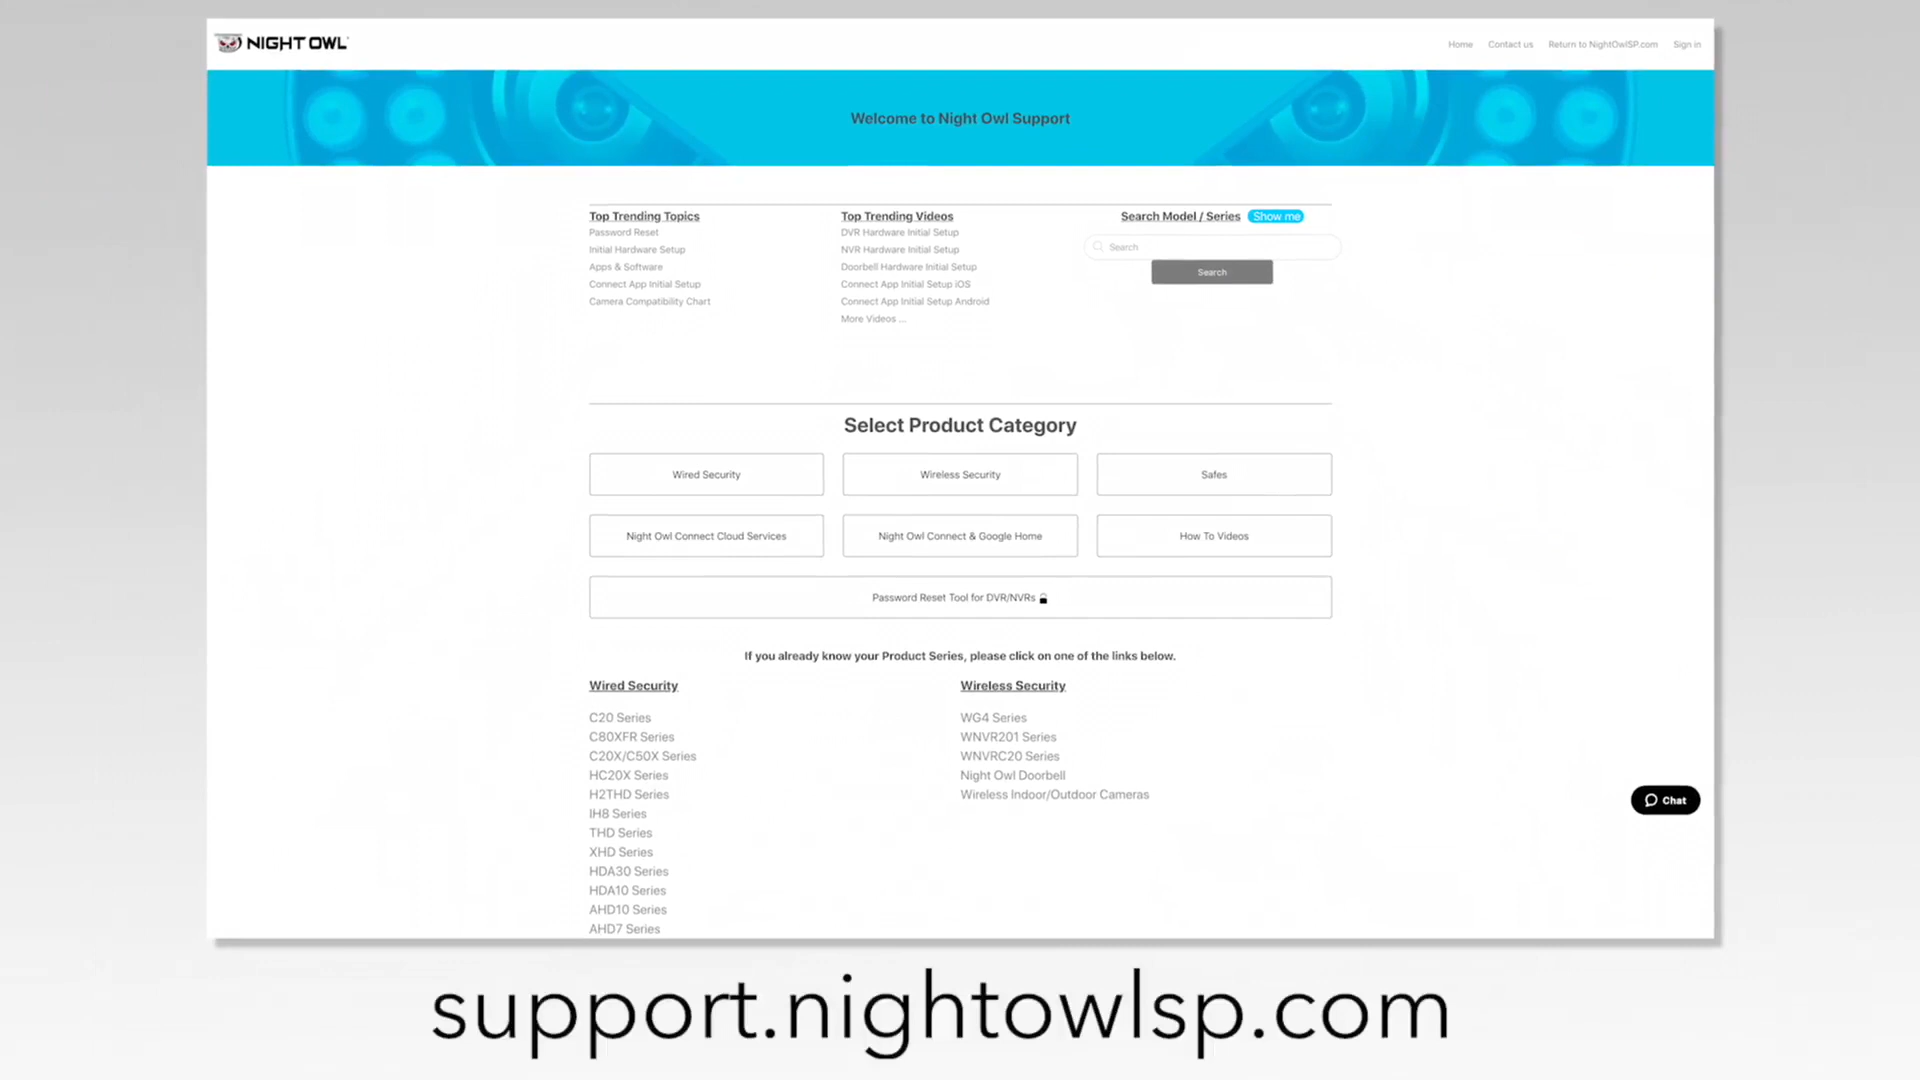 NIGHT OWL
Home Contact us Return to NightOwlSP.com Sign in
Welcome to Night Owl Support
Top Trending Topics
Password Reset
Initial Hardware Setup
Apps & Software
Connect App Initial Setup
Camera Compatibility Chart
Top Trending Videos
DVR Hardware Initial Setup
NVR Hardware Initial Setup
Doorbell Hardware Initial Setup
Connect App Initial Setup iOS
Connect App Initial Setup Android
More Videos ...
Search Model / Series Show me
Search
Search
Select Product Category
Wired Security Wireless Security Safes
Night Owl Connect Cloud Services Night Owl Connect & Google Home How To Videos
Password Reset Tool for DVR/NVRs
If you already know your Product Series, please click on one of the links below.
Wired Security
C20 Series
C80XFR Series
C20X/C50X Series
HC20X Series
H2THD Series
IH8 Series
THD Series
XHD Series
HDA30 Series
HDA10 Series
AHD10 Series
AHD7 Series
Wireless Security
WG4 Series
WNVR201 Series
WNVRC20 Series
Night Owl Doorbell
Wireless Indoor/Outdoor Cameras
Chat
support.nightowlsp.com